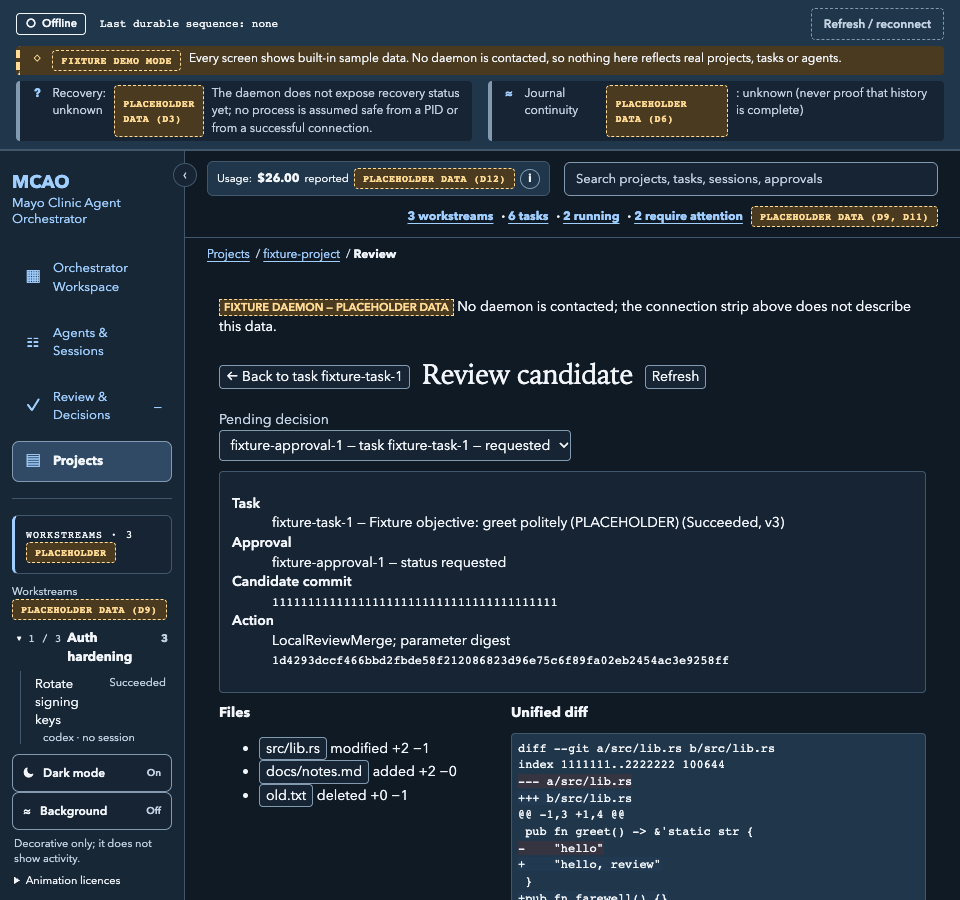 Offline
Last durable sequence: none
Refresh / reconnect
◇ FIXTURE DEMO MODE Every screen shows built-in sample data. No daemon is contacted, so nothing here reflects real projects, tasks or agents.
? Recovery: unknown PLACEHOLDER DATA (D3) The daemon does not expose recovery status yet; no process is assumed safe from a PID or from a successful connection.
≈ Journal continuity PLACEHOLDER DATA (D6) : unknown (never proof that history is complete)
MCAO
Mayo Clinic Agent
Orchestrator
Orchestrator
Workspace
Agents &
Sessions
Review &
Decisions –
Projects
WORKSTREAMS • 3
PLACEHOLDER
Workstreams
PLACEHOLDER DATA (D9)
▾ 1 / 3 Auth hardening 3
Rotate signing keys Succeeded
codex · no session
Dark mode On
≈ Background Off
Decorative only; it does not
show activity.
▸ Animation licences
‹
Usage: $26.00 reported PLACEHOLDER DATA (D12) i
Search projects, tasks, sessions, approvals
3 workstreams • 6 tasks • 2 running • 2 require attention PLACEHOLDER DATA (D9, D11)
Projects / fixture-project / Review
FIXTURE DAEMON — PLACEHOLDER DATA No daemon is contacted; the connection strip above does not describe
this data.
← Back to task fixture-task-1 Review candidate Refresh
Pending decision
fixture-approval-1 — task fixture-task-1 — requested
Task
fixture-task-1 — Fixture objective: greet politely (PLACEHOLDER) (Succeeded, v3)
Approval
fixture-approval-1 — status requested
Candidate commit
1111111111111111111111111111111111111111
Action
LocalReviewMerge; parameter digest
1d4293dccf466bbd2fbde58f212086823d96e75c6f89fa02eb2454ac3e9258ff
Files
• src/lib.rs modified +2 −1
• docs/notes.md added +2 −0
• old.txt deleted +0 −1
Unified diff
diff --git a/src/lib.rs b/src/lib.rs
index 1111111..2222222 100644
--- a/src/lib.rs
+++ b/src/lib.rs
@@ -1,3 +1,4 @@
 pub fn greet() -> &'static str {
-    "hello"
+    "hello, review"
 }
+pub fn farewell() {}